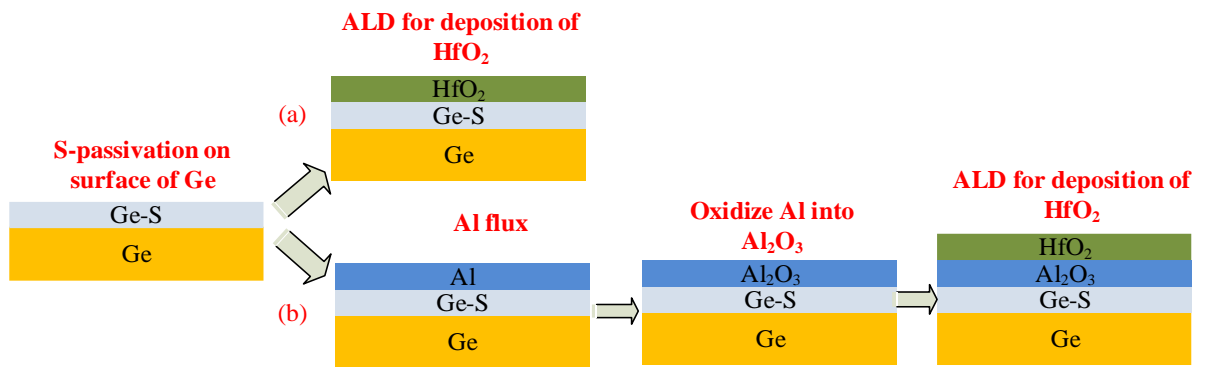 S-passivation on
surface of Ge
Ge-S
Ge
ALD for deposition of
HfO₂
(a)
HfO₂
Ge-S
Ge
(b)
Al flux
Al
Ge-S
Ge
Oxidize Al into
Al₂O₃
Al₂O₃
Ge-S
Ge
ALD for deposition of
HfO₂
HfO₂
Al₂O₃
Ge-S
Ge